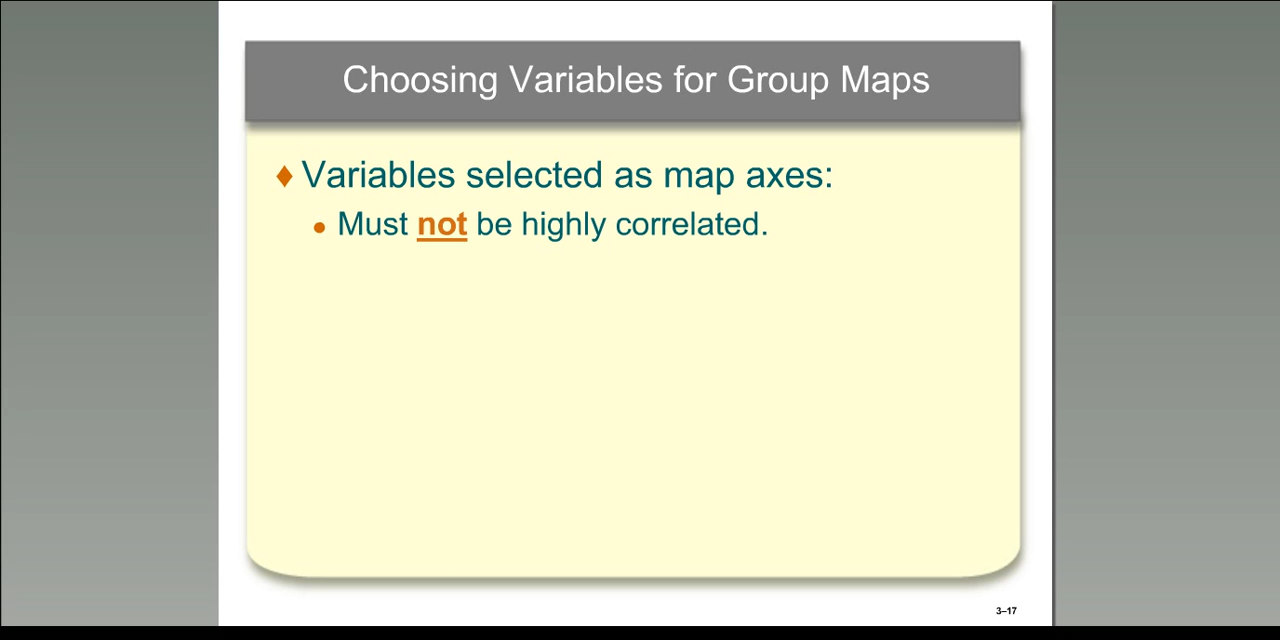 Choosing Variables for Group Maps
♦ Variables selected as map axes:
• Must not be highly correlated.
3–17